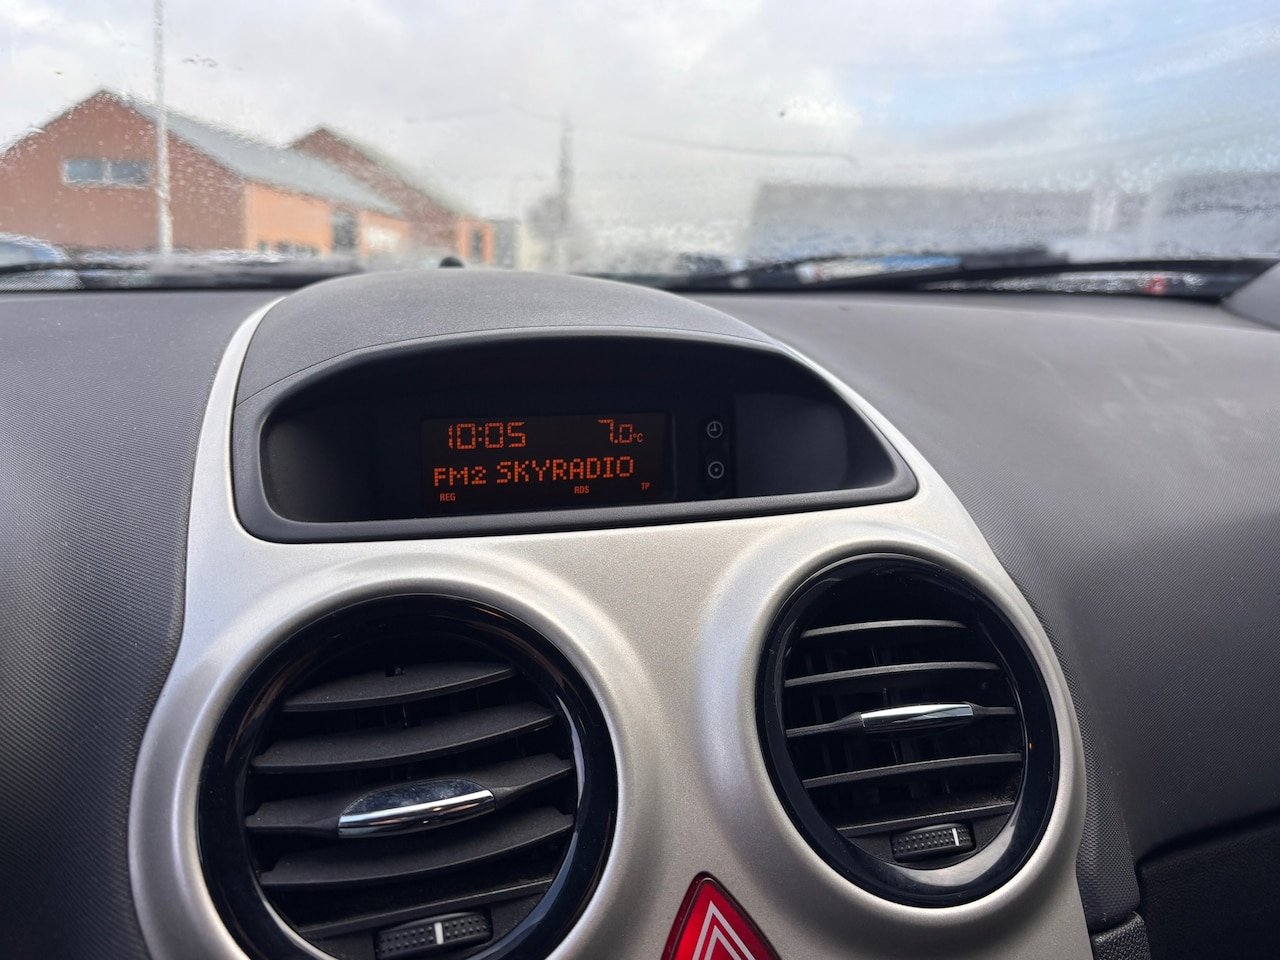 10:05 7.0°C
FM2 SKYRADIO
REG RDS TP